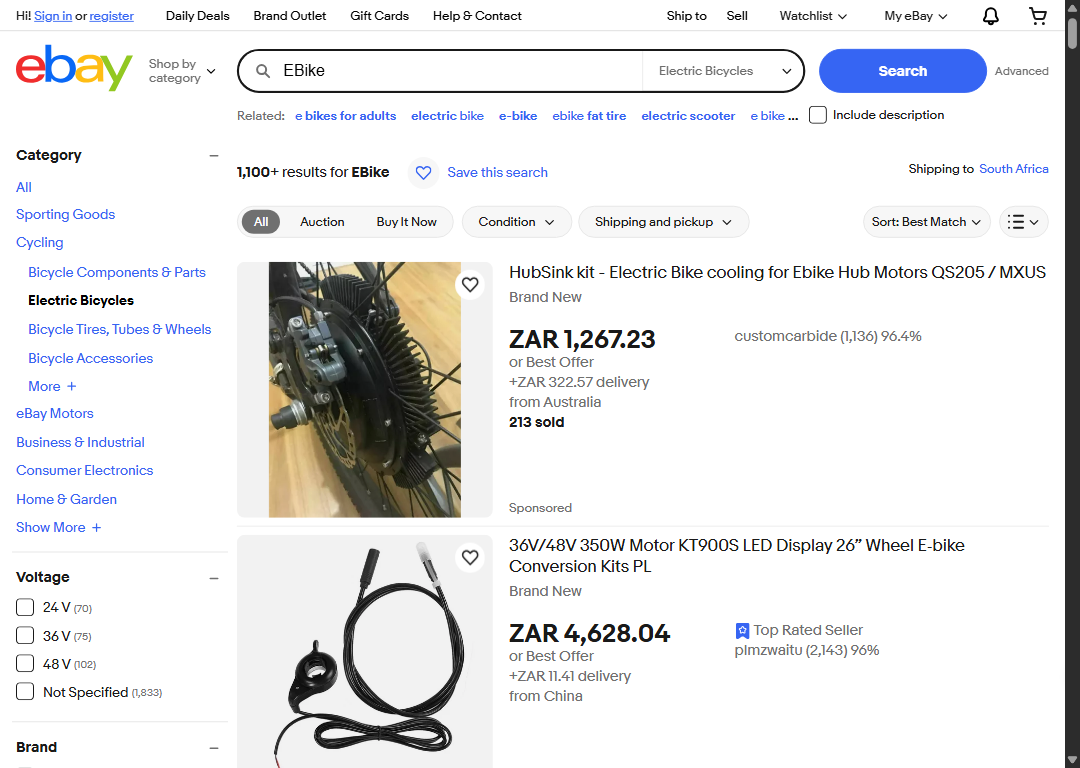 Hi! Sign in or register
Daily Deals
Brand Outlet
Gift Cards
Help & Contact
Ship to
Sell
Watchlist
My eBay
ebay
Shop by
category
EBike
Electric Bicycles
Search
Advanced
Related: e bikes for adults electric bike e-bike ebike fat tire electric scooter e bike ...
Include description
Category
All
Sporting Goods
Cycling
Bicycle Components & Parts
Electric Bicycles
Bicycle Tires, Tubes & Wheels
Bicycle Accessories
More +
eBay Motors
Business & Industrial
Consumer Electronics
Home & Garden
Show More +
Voltage
24 V (70)
36 V (75)
48 V (102)
Not Specified (1,833)
Brand
1,100+ results for EBike
Save this search
Shipping to South Africa
All
Auction
Buy It Now
Condition
Shipping and pickup
Sort: Best Match
HubSink kit - Electric Bike cooling for Ebike Hub Motors QS205 / MXUS
Brand New
ZAR 1,267.23
or Best Offer
+ZAR 322.57 delivery
from Australia
213 sold
customcarbide (1,136) 96.4%
Sponsored
36V/48V 350W Motor KT900S LED Display 26” Wheel E-bike
Conversion Kits PL
Brand New
ZAR 4,628.04
or Best Offer
+ZAR 11.41 delivery
from China
Top Rated Seller
plmzwaitu (2,143) 96%